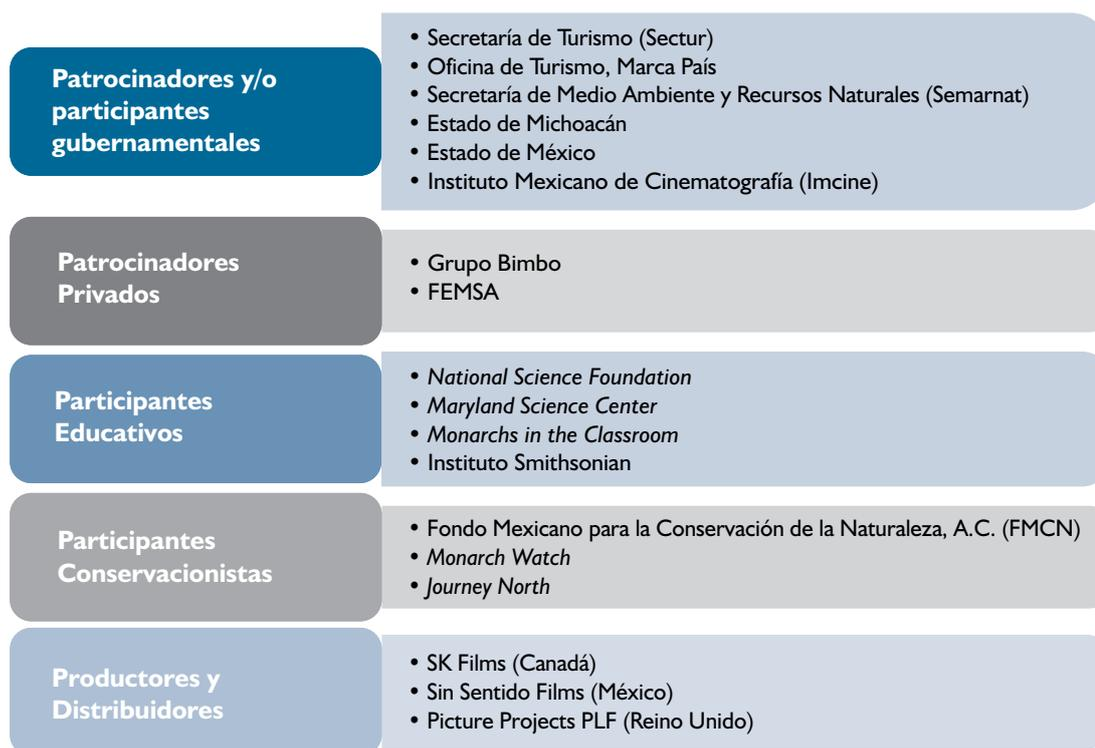 Patrocinadores y/o
participantes
gubernamentales
• Secretaría de Turismo (Sectur)
• Oficina de Turismo, Marca País
• Secretaría de Medio Ambiente y Recursos Naturales (Semarnat)
• Estado de Michoacán
• Estado de México
• Instituto Mexicano de Cinematografía (Imcine)
Patrocinadores
Privados
• Grupo Bimbo
• FEMSA
Participantes
Educativos
• National Science Foundation
• Maryland Science Center
• Monarchs in the Classroom
• Instituto Smithsonian
Participantes
Conservacionistas
• Fondo Mexicano para la Conservación de la Naturaleza, A.C. (FMCN)
• Monarch Watch
• Journey North
Productores y
Distribuidores
• SK Films (Canadá)
• Sin Sentido Films (México)
• Picture Projects PLF (Reino Unido)